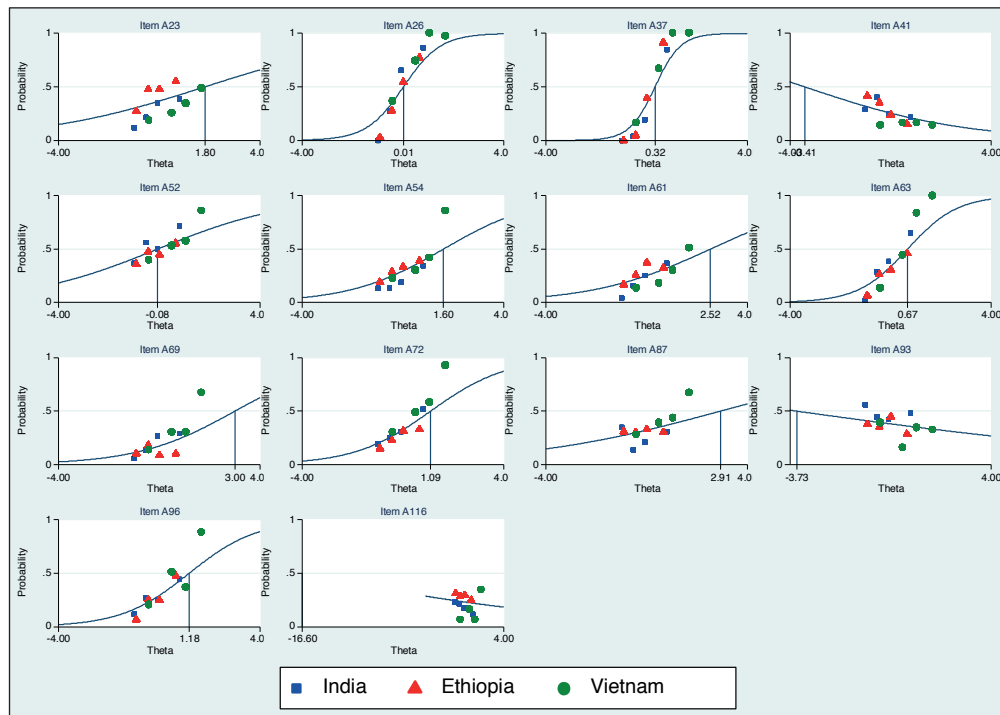 Item A23
Item A26
Item A37
Item A41
Probability
Probability
Probability
Probability
1
1
1
1
.5
.5
.5
.5
0
0
0
0
-4.00 1.80 4.0
-4.00 0.01 4.00
-4.00 0.32 4.0
-3.41 4.00
Theta
Theta
Theta
Theta
Item A52
Item A54
Item A61
Item A63
Probability
Probability
Probability
Probability
1
1
1
1
.5
.5
.5
.5
0
0
0
0
-4.00 -0.08 4.0
-4.00 1.60 4.00
-4.00 2.52 4.0
-4.00 0.67 4.00
Theta
Theta
Theta
Theta
Item A69
Item A72
Item A87
Item A93
Probability
Probability
Probability
Probability
1
1
1
1
.5
.5
.5
.5
0
0
0
0
-4.00 3.00 4.0
-4.00 1.09 4.00
-4.00 2.91 4.0
-3.73 4.00
Theta
Theta
Theta
Theta
Item A96
Item A116
Probability
Probability
1
1
.5
.5
0
0
-4.00 1.18 4.0
-16.60 4.00
Theta
Theta
India Ethiopia Vietnam